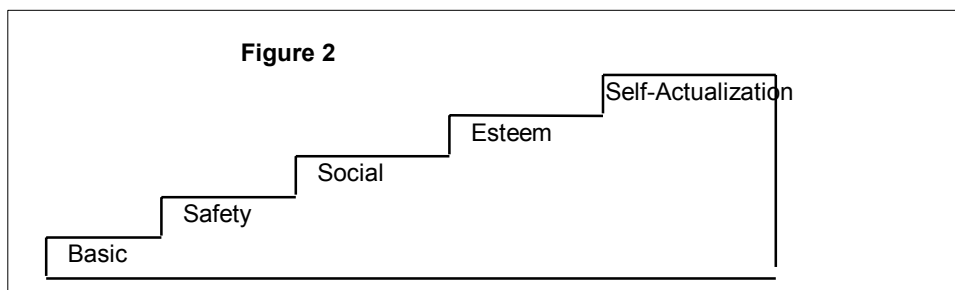 Figure 2
Self-Actualization
Esteem
Social
Safety
Basic